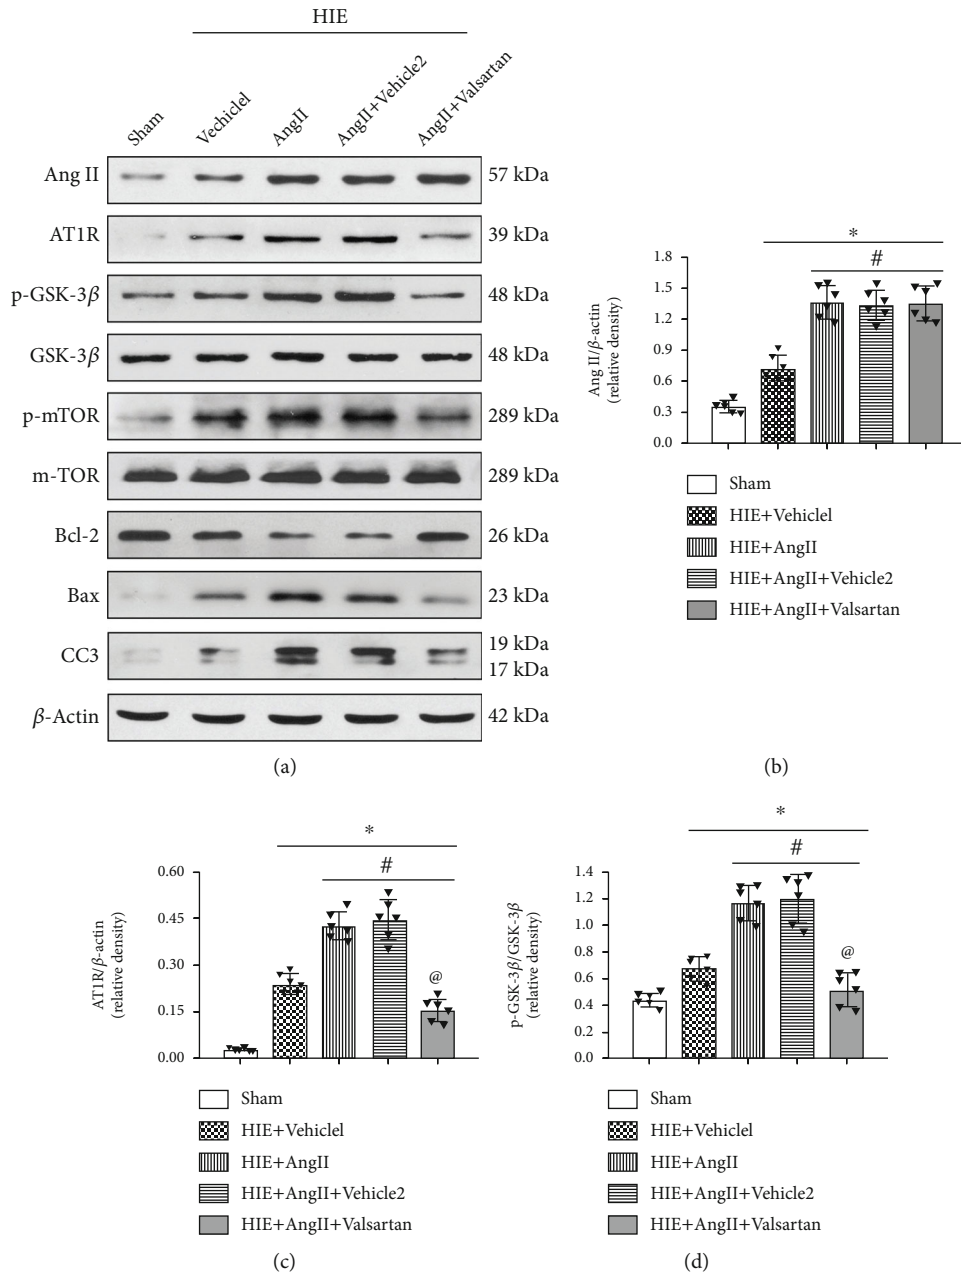 HIE
Sham
Vechiclel
AngII
AngII+Vehicle2
AngII+Valsartan
Ang II 57 kDa
AT1R 39 kDa
p-GSK-3β 48 kDa
GSK-3β 48 kDa
p-mTOR 289 kDa
m-TOR 289 kDa
Bcl-2 26 kDa
Bax 23 kDa
CC3 19 kDa
17 kDa
β-Actin 42 kDa
(a)
*
#
1.8
1.5
1.2
0.9
0.6
0.3
0.0
Ang II/β-actin
(relative density)
Sham
HIE+Vehiclel
HIE+AngII
HIE+AngII+Vehicle2
HIE+AngII+Valsartan
(b)
*
#
@
0.60
0.45
0.30
0.15
0.00
AT1R/β-actin
(relative density)
Sham
HIE+Vehiclel
HIE+AngII
HIE+AngII+Vehicle2
HIE+AngII+Valsartan
(c)
*
#
@
1.4
1.2
1.0
0.8
0.6
0.4
0.2
0.0
p-GSK-3β/GSK-3β
(relative density)
Sham
HIE+Vehiclel
HIE+AngII
HIE+AngII+Vehicle2
HIE+AngII+Valsartan
(d)